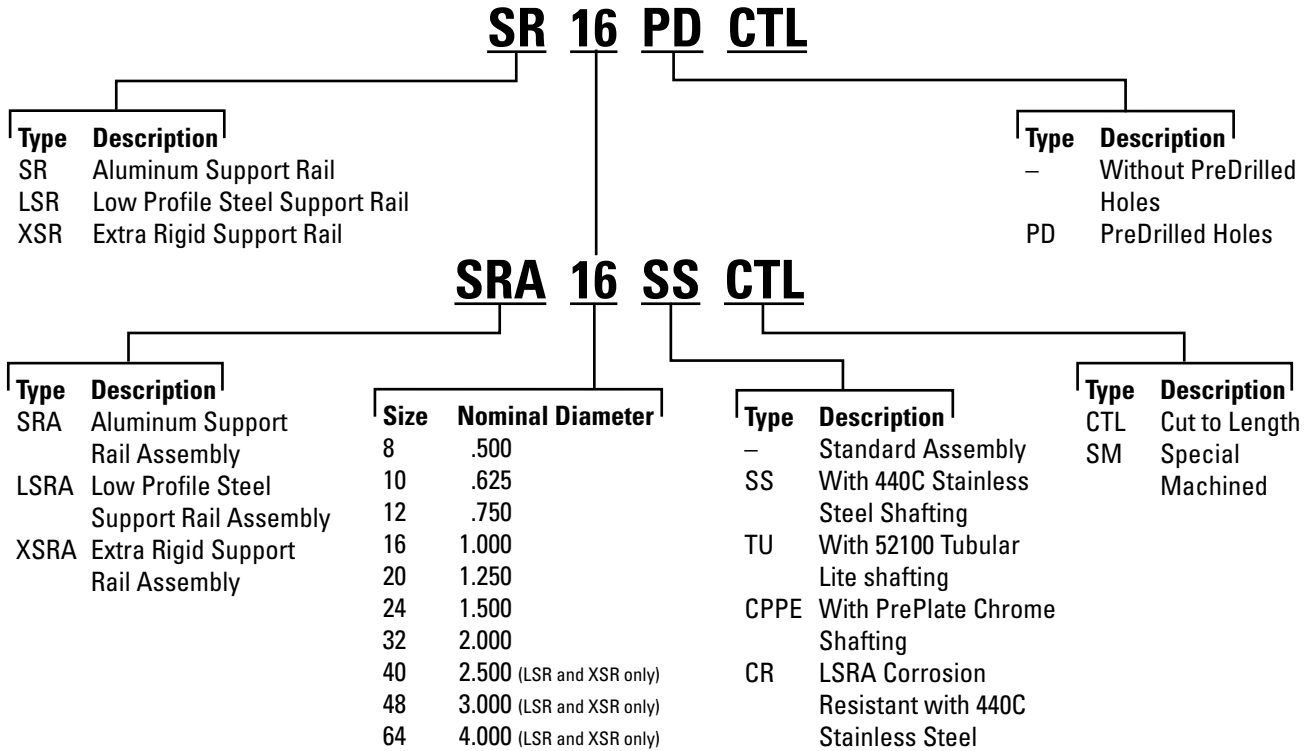 SR 16 PD CTL
Type Description
SR Aluminum Support Rail
LSR Low Profile Steel Support Rail
XSR Extra Rigid Support Rail
Type Description
– Without PreDrilled
Holes
PD PreDrilled Holes
SRA 16 SS CTL
Type Description
SRA Aluminum Support
Rail Assembly
LSRA Low Profile Steel
Support Rail Assembly
XSRA Extra Rigid Support
Rail Assembly
Size Nominal Diameter
8 .500
10 .625
12 .750
16 1.000
20 1.250
24 1.500
32 2.000
40 2.500 (LSR and XSR only)
48 3.000 (LSR and XSR only)
64 4.000 (LSR and XSR only)
Type Description
– Standard Assembly
SS With 440C Stainless
Steel Shafting
TU With 52100 Tubular
Lite shafting
CPPE With PrePlate Chrome
Shafting
CR LSRA Corrosion
Resistant with 440C
Stainless Steel
Type Description
CTL Cut to Length
SM Special
Machined